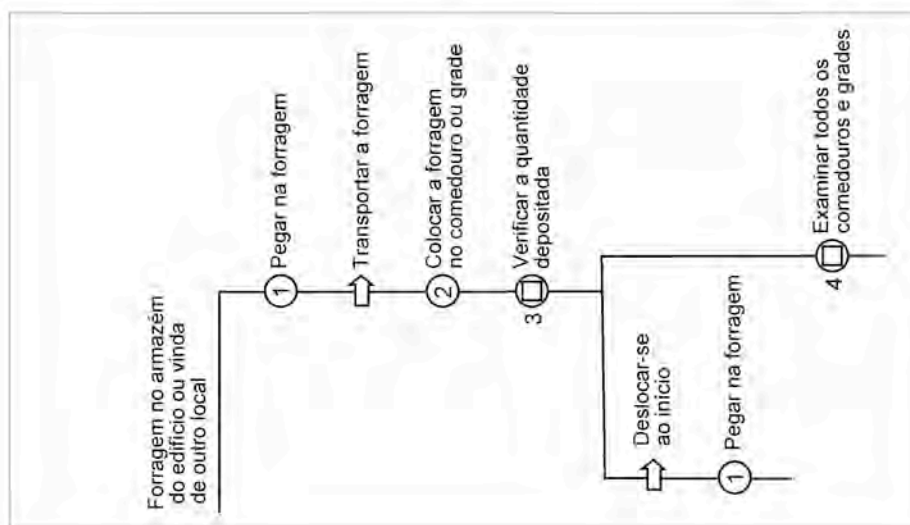 Forragem no armazém
do edifício ou vinda
de outro local
1
Pegar na forragem
Transportar a forragem
2
Colocar a forragem
no comedouro ou grade
3
Verificar a quantidade
depositada
Deslocar-se
ao início
1
Pegar na forragem
4
Examinar todos os
comedouros e grades